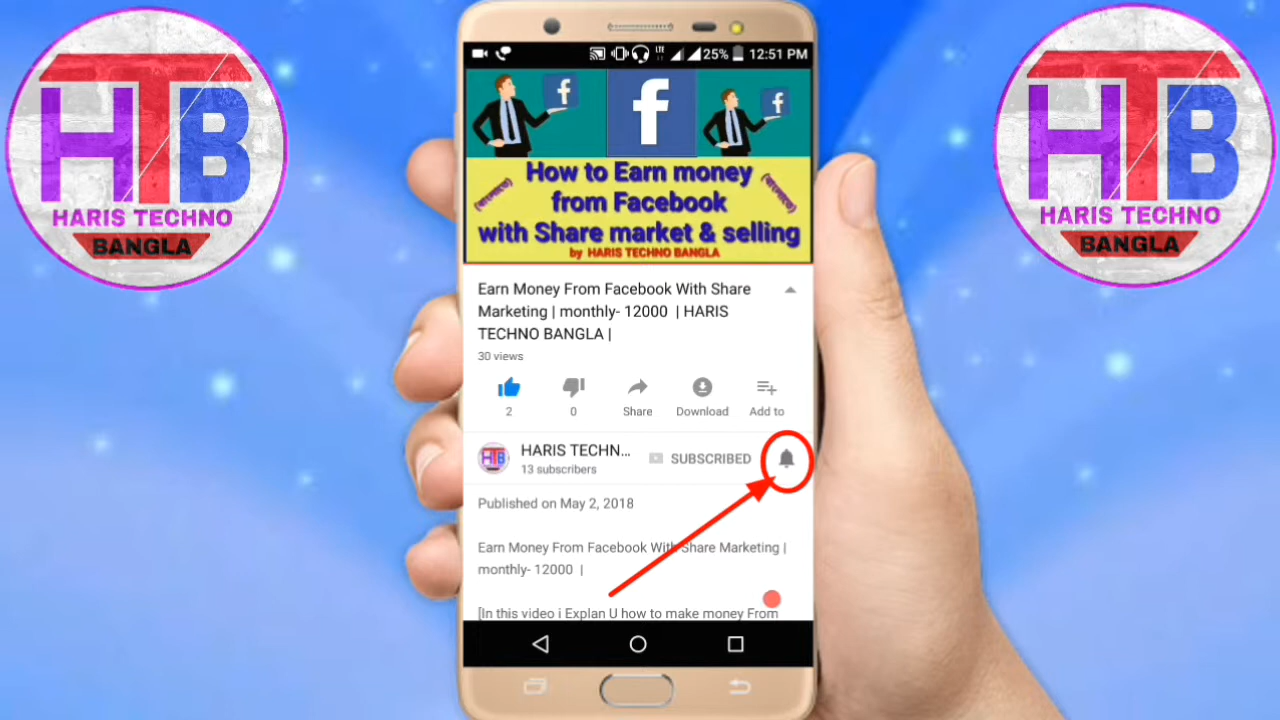 HTB
HARIS TECHNO
BANGLA
HTB
HARIS TECHNO
BANGLA
LTE 25% 12:51 PM
f f f
How to Earn money
from Facebook
with Share market & selling
by HARIS TECHNO BANGLA
Earn Money From Facebook With Share
Marketing | monthly- 12000 | HARIS
TECHNO BANGLA |
30 views
2 0 Share Download Add to
HTB HARIS TECHN... SUBSCRIBED
13 subscribers
Published on May 2, 2018
Earn Money From Facebook With Share Marketing |
monthly- 12000 |
[In this video i Explan U how to make money From